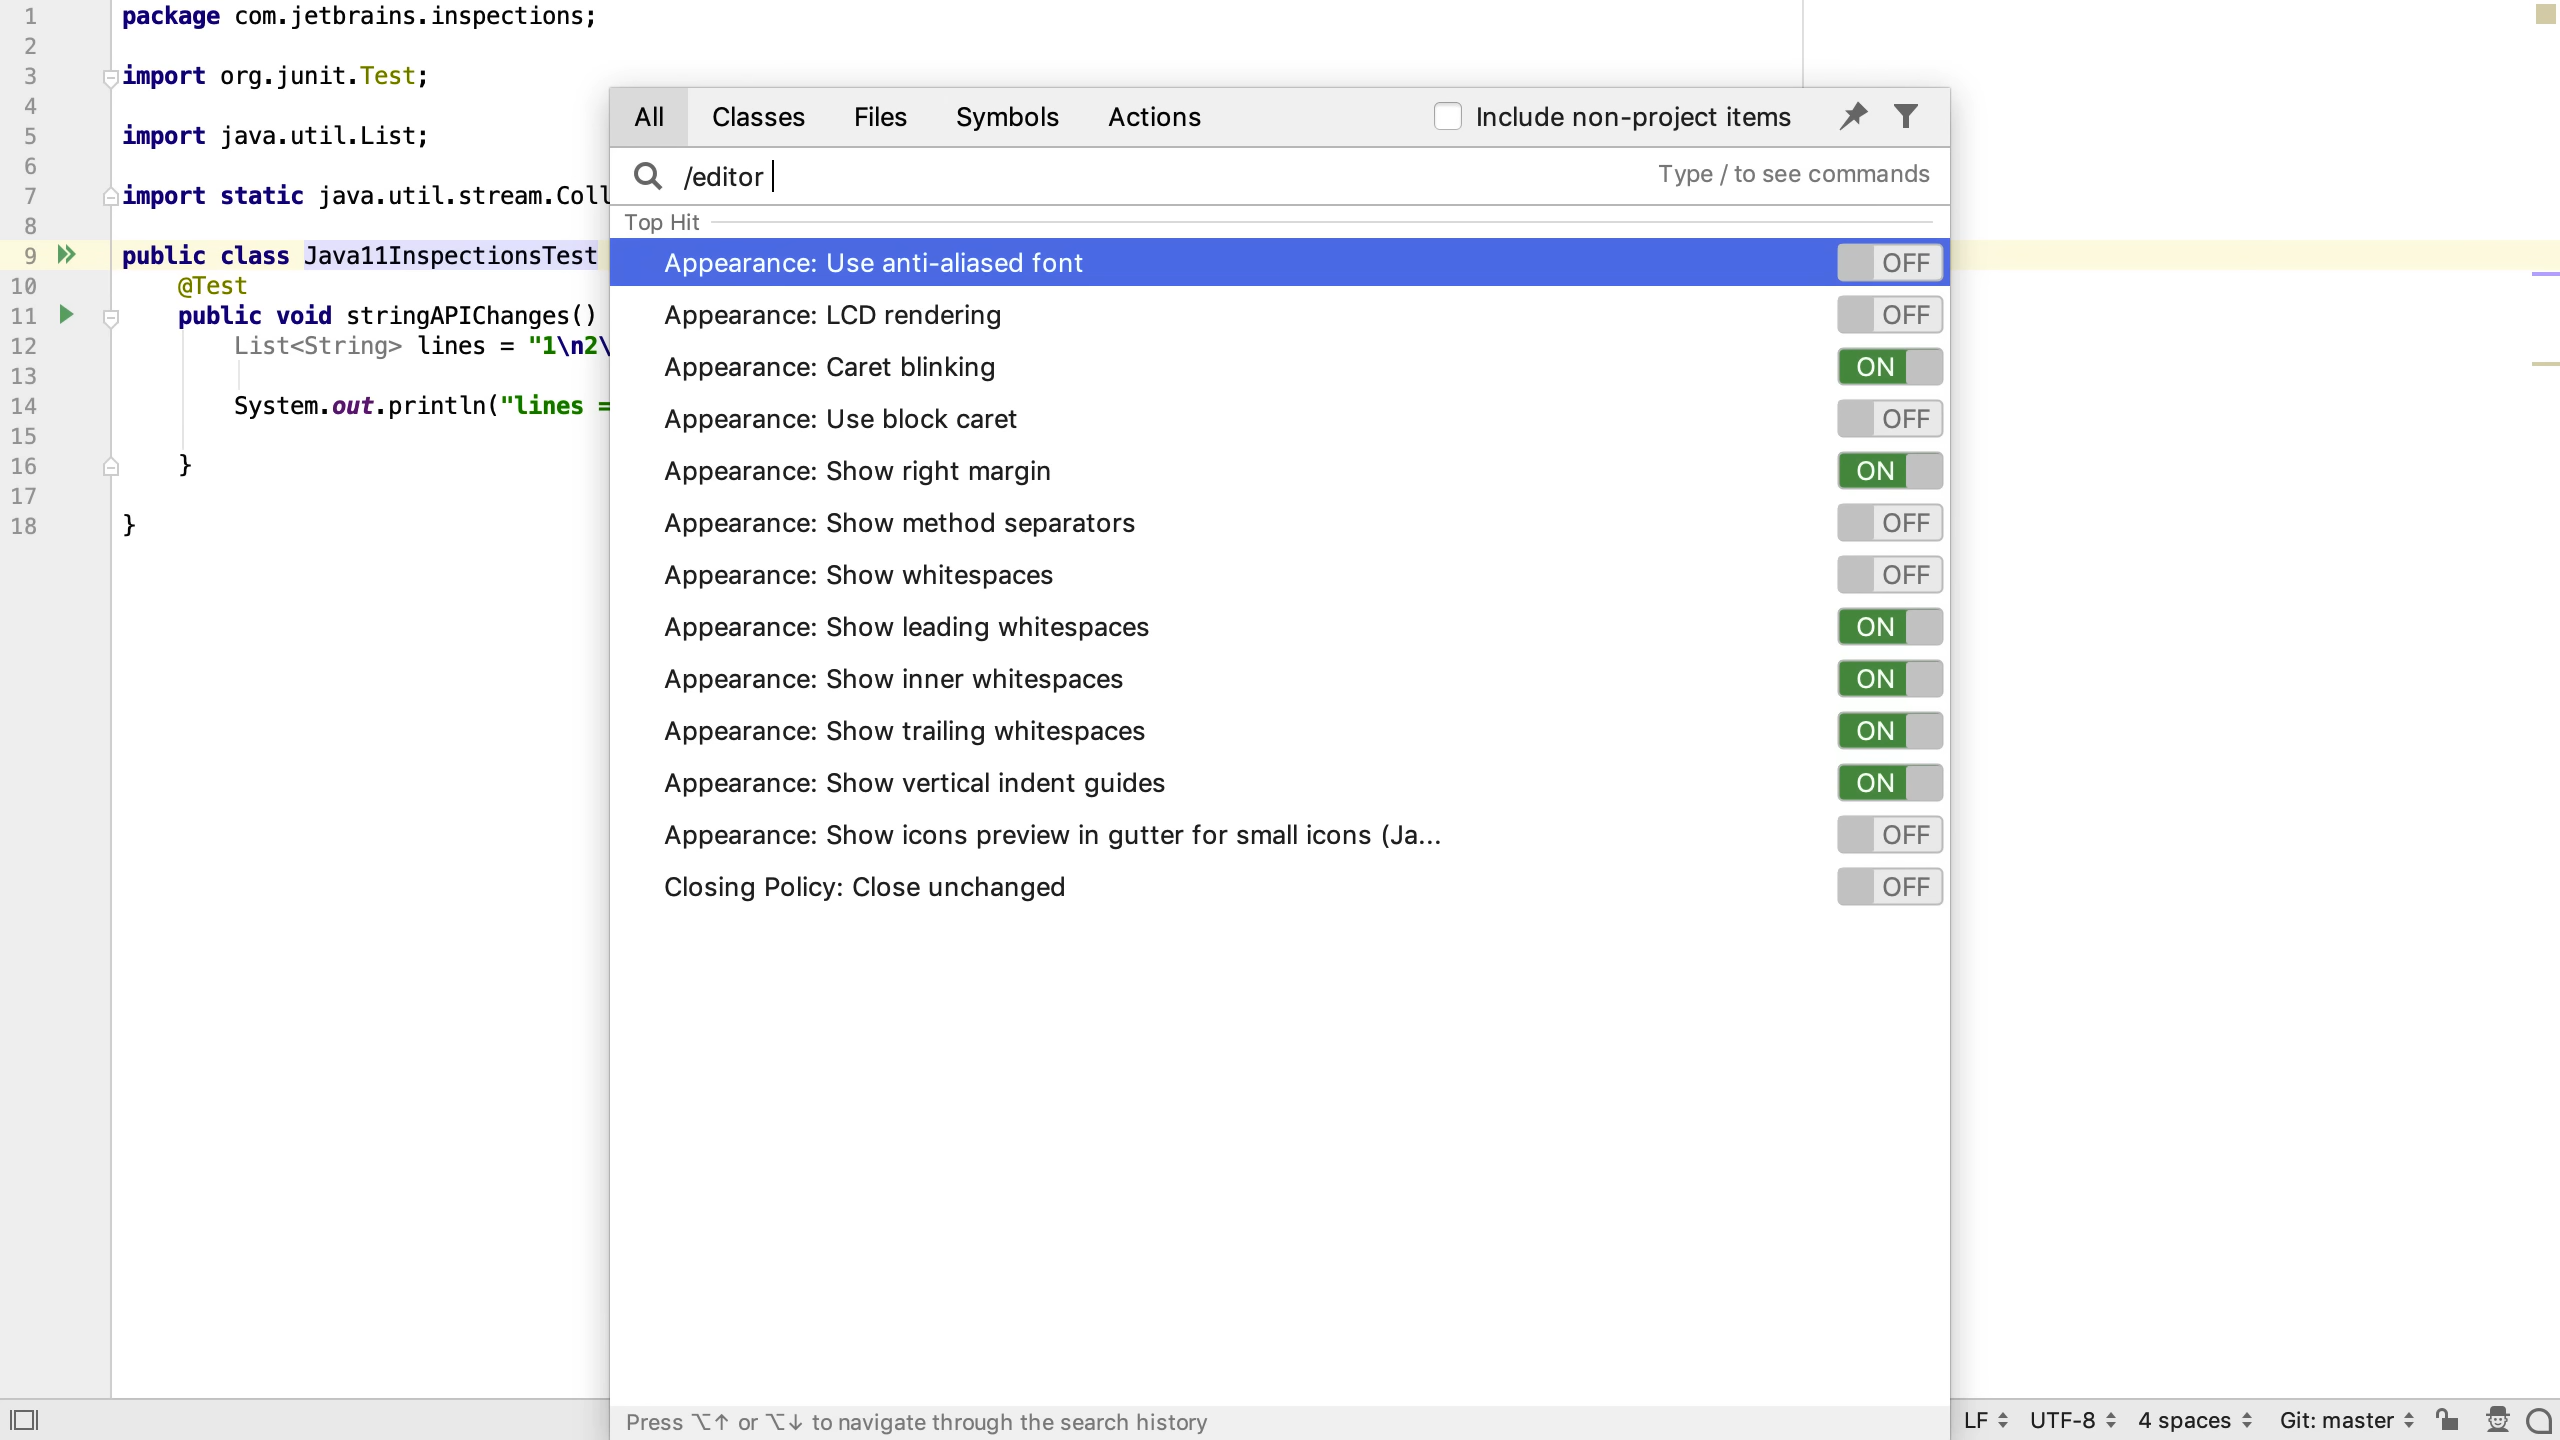 1 package com.jetbrains.inspections;
2
3 import org.junit.Test;
4
5 import java.util.List;
6
7 import static java.util.stream.Coll
8
9 public class Java11InspectionsTest
10 @Test
11 public void stringAPIChanges()
12 List<String> lines = "1\n2\
13
14 System.out.println("lines =
15
16 }
17
18 }
All Classes Files Symbols Actions Include non-project items
/editor Type / to see commands
Top Hit
Appearance: Use anti-aliased font OFF
Appearance: LCD rendering OFF
Appearance: Caret blinking ON
Appearance: Use block caret OFF
Appearance: Show right margin ON
Appearance: Show method separators OFF
Appearance: Show whitespaces OFF
Appearance: Show leading whitespaces ON
Appearance: Show inner whitespaces ON
Appearance: Show trailing whitespaces ON
Appearance: Show vertical indent guides ON
Appearance: Show icons preview in gutter for small icons (Ja... OFF
Closing Policy: Close unchanged OFF
Press ⌥↑ or ⌥↓ to navigate through the search history
LF UTF-8 4 spaces Git: master